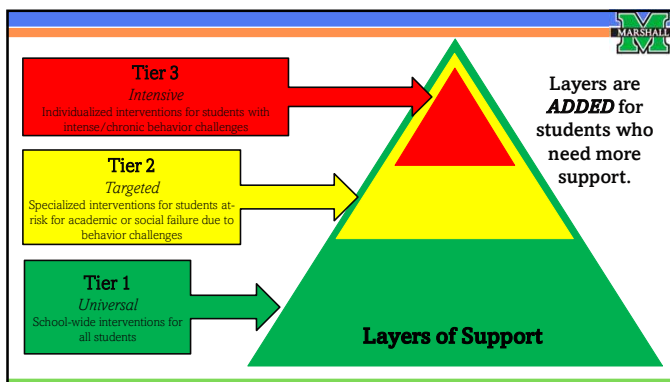 MARSHALL
Tier 3
Intensive
Individualized interventions for students with
intense/chronic behavior challenges
Layers are
ADDED for
students who
need more
support.
Tier 2
Targeted
Specialized interventions for students at-
risk for academic or social failure due to
behavior challenges
Tier 1
Universal
School-wide interventions for
all students
Layers of Support